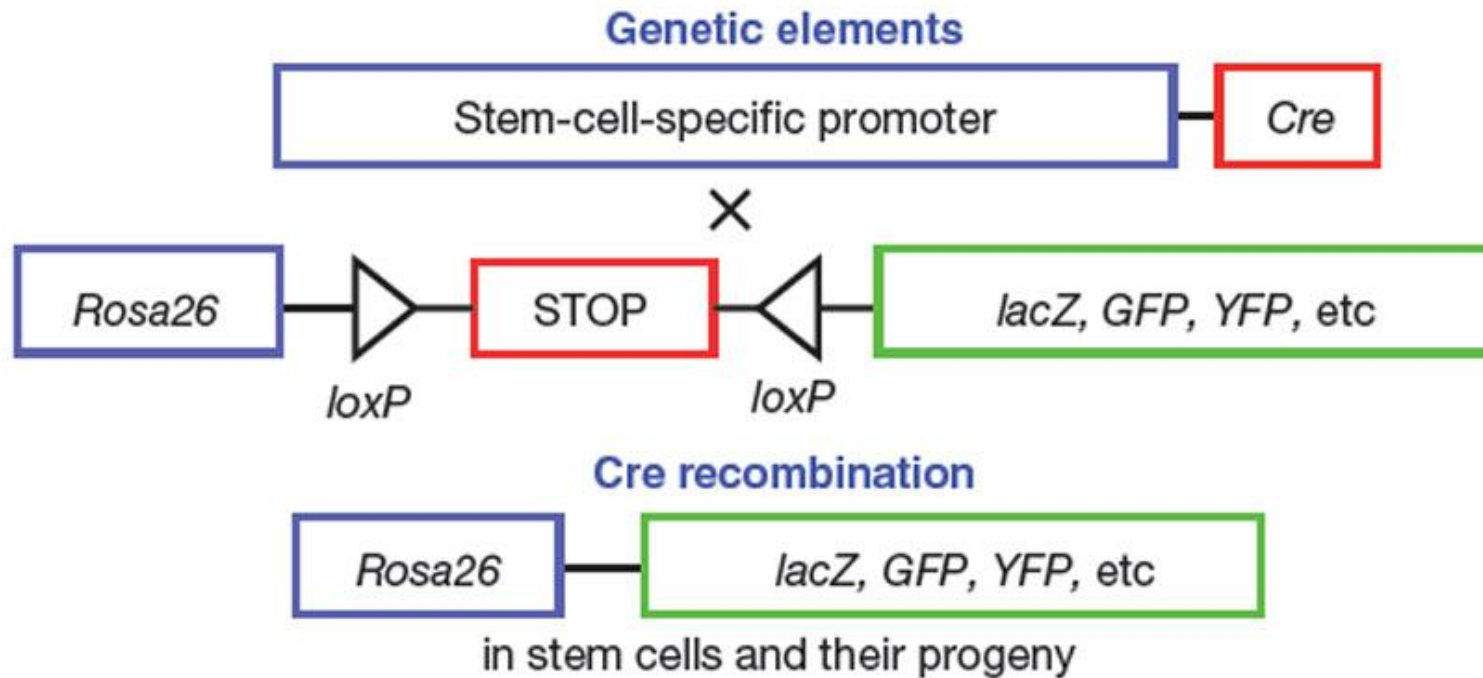 Genetic elements
Stem-cell-specific promoter Cre
×
Rosa26 STOP lacZ, GFP, YFP, etc
loxP loxP
Cre recombination
Rosa26 lacZ, GFP, YFP, etc
in stem cells and their progeny